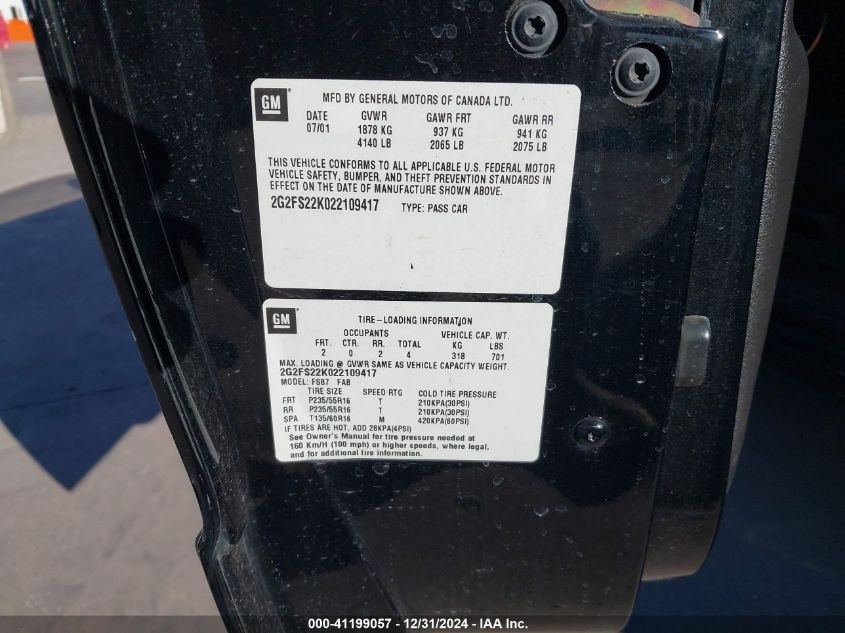 GM
MFD BY GENERAL MOTORS OF CANADA LTD.
DATE GVWR GAWR FRT GAWR RR
07/01 1878 KG 937 KG 941 KG
4140 LB 2065 LB 2075 LB
THIS VEHICLE CONFORMS TO ALL APPLICABLE U.S. FEDERAL MOTOR
VEHICLE SAFETY, BUMPER, AND THEFT PREVENTION STANDARDS IN
EFFECT ON THE DATE OF MANUFACTURE SHOWN ABOVE.
2G2FS22K022109417 TYPE: PASS CAR
GM
TIRE-LOADING INFORMATION
OCCUPANTS VEHICLE CAP. WT.
FRT. CTR. RR. TOTAL KG LBS
2 0 2 4 318 701
MAX. LOADING @ GVWR SAME AS VEHICLE CAPACITY WEIGHT.
2G2FS22K022109417
MODEL: FS87 FAB
TIRE SIZE SPEED RTG COLD TIRE PRESSURE
FRT P235/55R16 T 210KPA(30PSI)
RR P235/55R16 T 210KPA(30PSI)
SPA T135/60R16 M 420KPA(60PSI)
IF TIRES ARE HOT, ADD 28KPA(4PSI)
See Owner's Manual for tire pressure needed at
160 Km/H (100 mph) or higher speeds, where legal,
and for additional tire information.
000-41199057 - 12/31/2024 - IAA Inc.